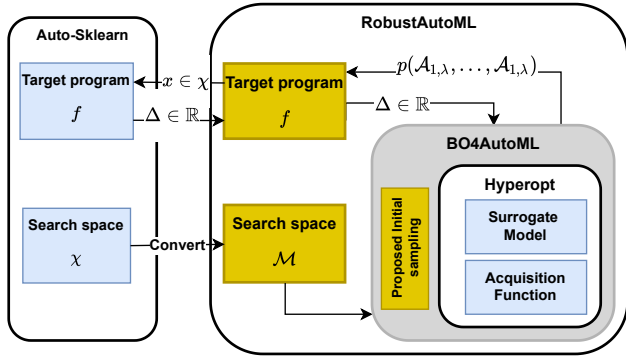 Auto-Sklearn
Target program
f
x ∈ χ
Δ ∈ ℝ
Search space
χ
Convert
RobustAutoML
Target program
f
p(𝒜₁,λ, . . . , 𝒜₁,λ)
Δ ∈ ℝ
Search space
ℳ
BO4AutoML
Proposed Initial
sampling
Hyperopt
Surrogate
Model
Acquisition
Function